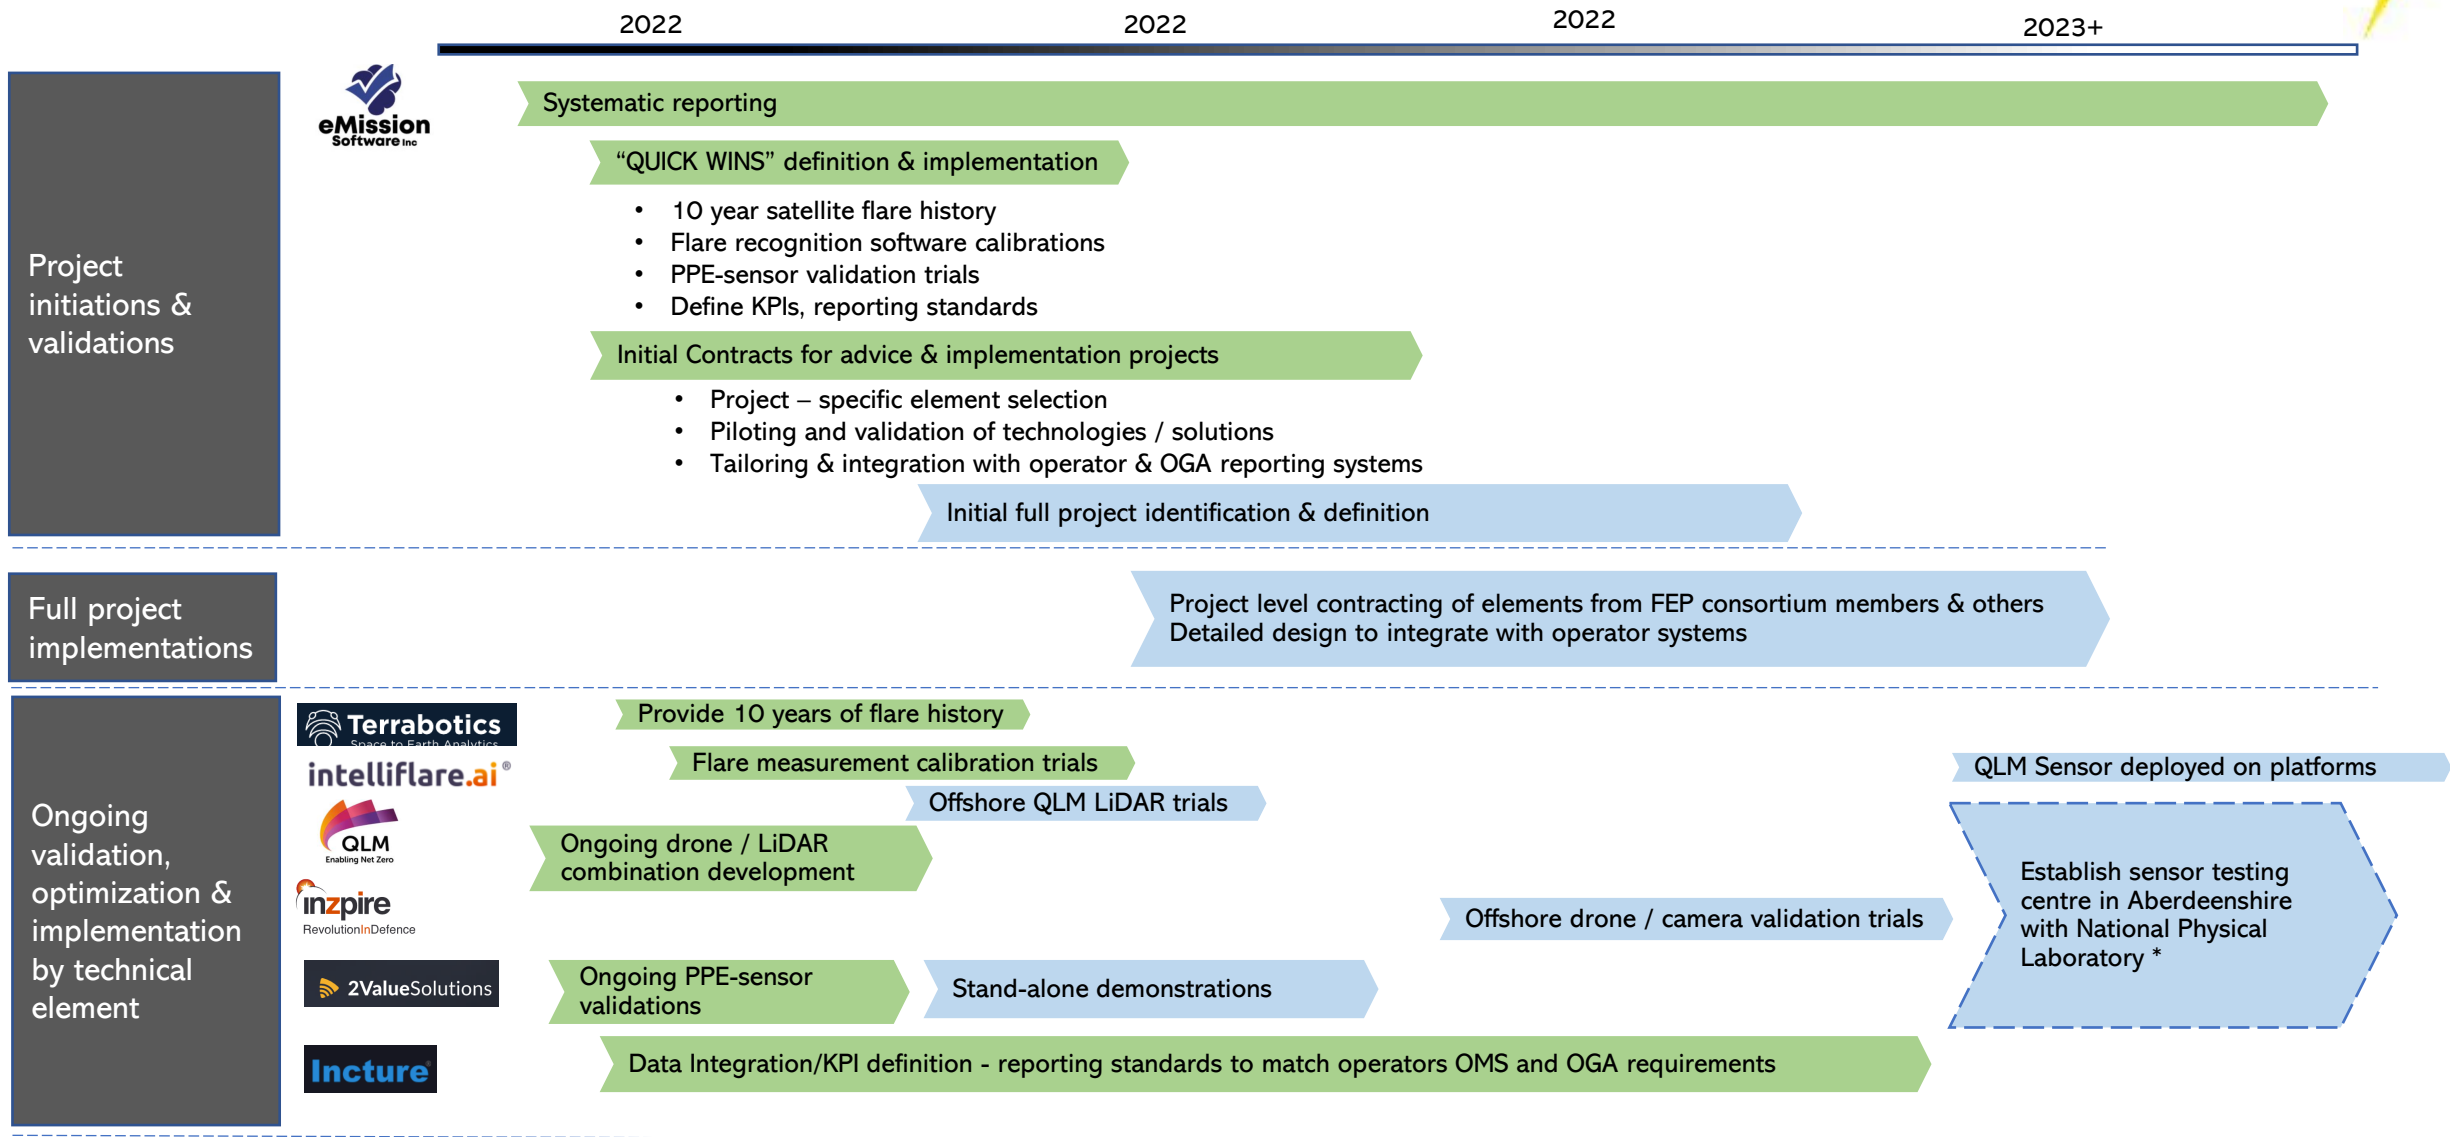 2022
2022
2022
2023+
Project
initiations &
validations
eMission
Software Inc
Systematic reporting
“QUICK WINS” definition & implementation
• 10 year satellite flare history
• Flare recognition software calibrations
• PPE-sensor validation trials
• Define KPIs, reporting standards
Initial Contracts for advice & implementation projects
• Project – specific element selection
• Piloting and validation of technologies / solutions
• Tailoring & integration with operator & OGA reporting systems
Initial full project identification & definition
Full project
implementations
Project level contracting of elements from FEP consortium members & others
Detailed design to integrate with operator systems
Ongoing
validation,
optimization &
implementation
by technical
element
Terrabotics
Space to Earth Analytics
Provide 10 years of flare history
intelliflare.ai®
Flare measurement calibration trials
QLM Sensor deployed on platforms
Offshore QLM LiDAR trials
QLM
Enabling Net Zero
Ongoing drone / LiDAR
combination development
Establish sensor testing
centre in Aberdeenshire
with National Physical
Laboratory *
inzpire
RevolutionInDefence
Offshore drone / camera validation trials
2ValueSolutions
Ongoing PPE-sensor
validations
Stand-alone demonstrations
Incture
Data Integration/KPI definition - reporting standards to match operators OMS and OGA requirements